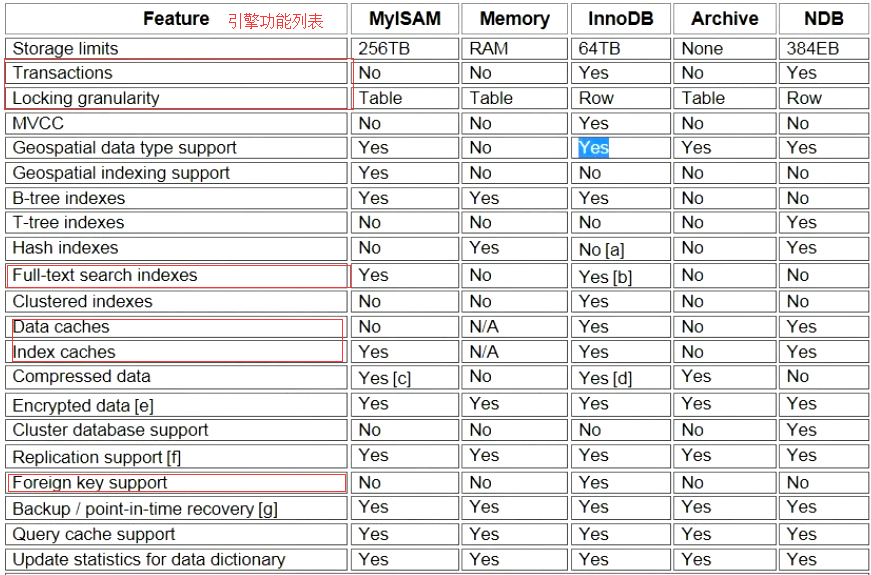 Feature 引擎功能列表 MyISAM Memory InnoDB Archive NDB
Storage limits 256TB RAM 64TB None 384EB
Transactions No No Yes No Yes
Locking granularity Table Table Row Table Row
MVCC No No Yes No No
Geospatial data type support Yes No Yes Yes Yes
Geospatial indexing support Yes No No No No
B-tree indexes Yes Yes Yes No No
T-tree indexes No No No No Yes
Hash indexes No Yes No [a] No Yes
Full-text search indexes Yes No Yes [b] No No
Clustered indexes No No Yes No No
Data caches No N/A Yes No Yes
Index caches Yes N/A Yes No Yes
Compressed data Yes [c] No Yes [d] Yes No
Encrypted data [e] Yes Yes Yes Yes Yes
Cluster database support No No No No Yes
Replication support [f] Yes Yes Yes Yes Yes
Foreign key support No No Yes No No
Backup / point-in-time recovery [g] Yes Yes Yes Yes Yes
Query cache support Yes Yes Yes Yes Yes
Update statistics for data dictionary Yes Yes Yes Yes Yes